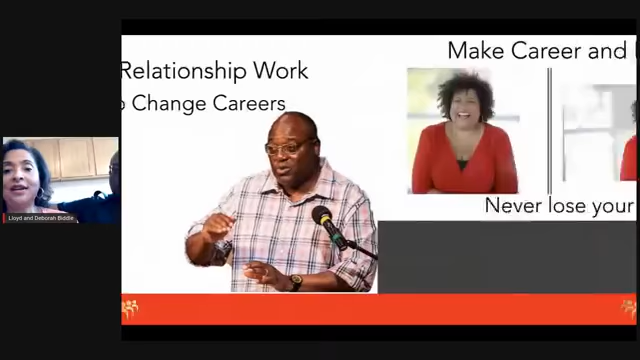 Relationship Work
Change Careers
Make Career and
Never lose your
Lloyd and Deborah Biddle